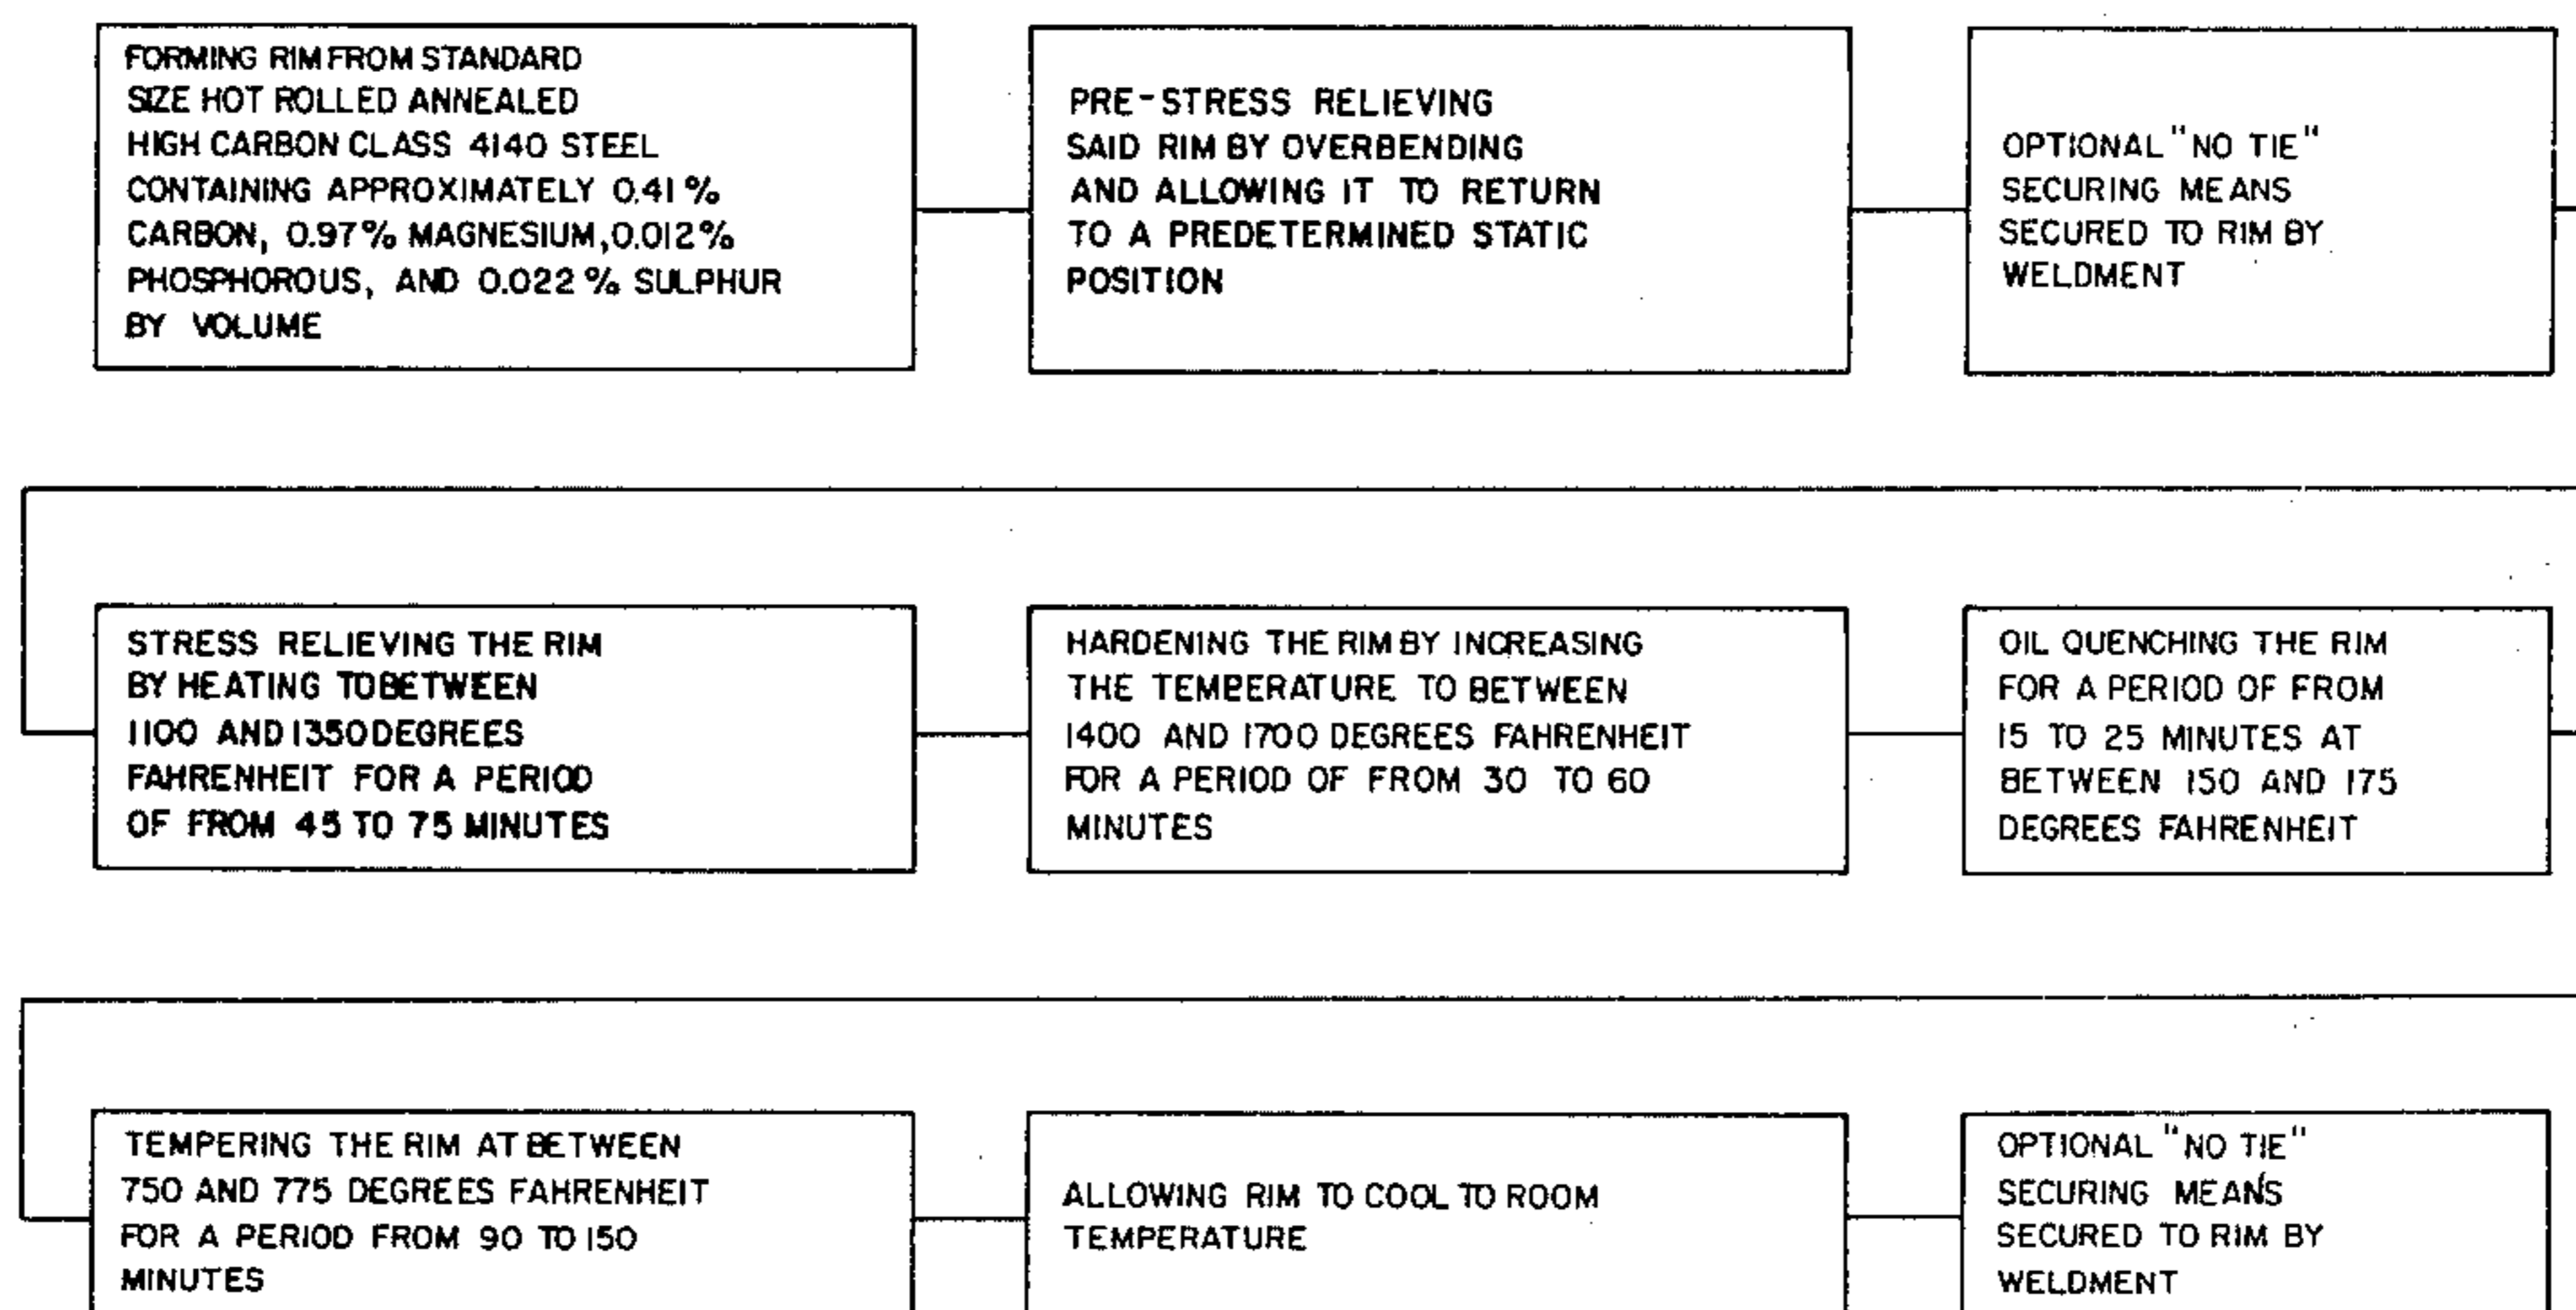 FORMING RIM FROM STANDARD
SIZE HOT ROLLED ANNEALED
HIGH CARBON CLASS 4140 STEEL
CONTAINING APPROXIMATELY 0.41%
CARBON, 0.97% MAGNESIUM, 0.012%
PHOSPHOROUS, AND 0.022% SULPHUR
BY VOLUME
PRE-STRESS RELIEVING
SAID RIM BY OVERBENDING
AND ALLOWING IT TO RETURN
TO A PREDETERMINED STATIC
POSITION
OPTIONAL "NO TIE"
SECURING MEANS
SECURED TO RIM BY
WELDMENT
STRESS RELIEVING THE RIM
BY HEATING TO BETWEEN
1100 AND 1350 DEGREES
FAHRENHEIT FOR A PERIOD
OF FROM 45 TO 75 MINUTES
HARDENING THE RIM BY INCREASING
THE TEMPERATURE TO BETWEEN
1400 AND 1700 DEGREES FAHRENHEIT
FOR A PERIOD OF FROM 30 TO 60
MINUTES
OIL QUENCHING THE RIM
FOR A PERIOD OF FROM
15 TO 25 MINUTES AT
BETWEEN 150 AND 175
DEGREES FAHRENHEIT
TEMPERING THE RIM AT BETWEEN
750 AND 775 DEGREES FAHRENHEIT
FOR A PERIOD FROM 90 TO 150
MINUTES
ALLOWING RIM TO COOL TO ROOM
TEMPERATURE
OPTIONAL "NO TIE"
SECURING MEANS
SECURED TO RIM BY
WELDMENT